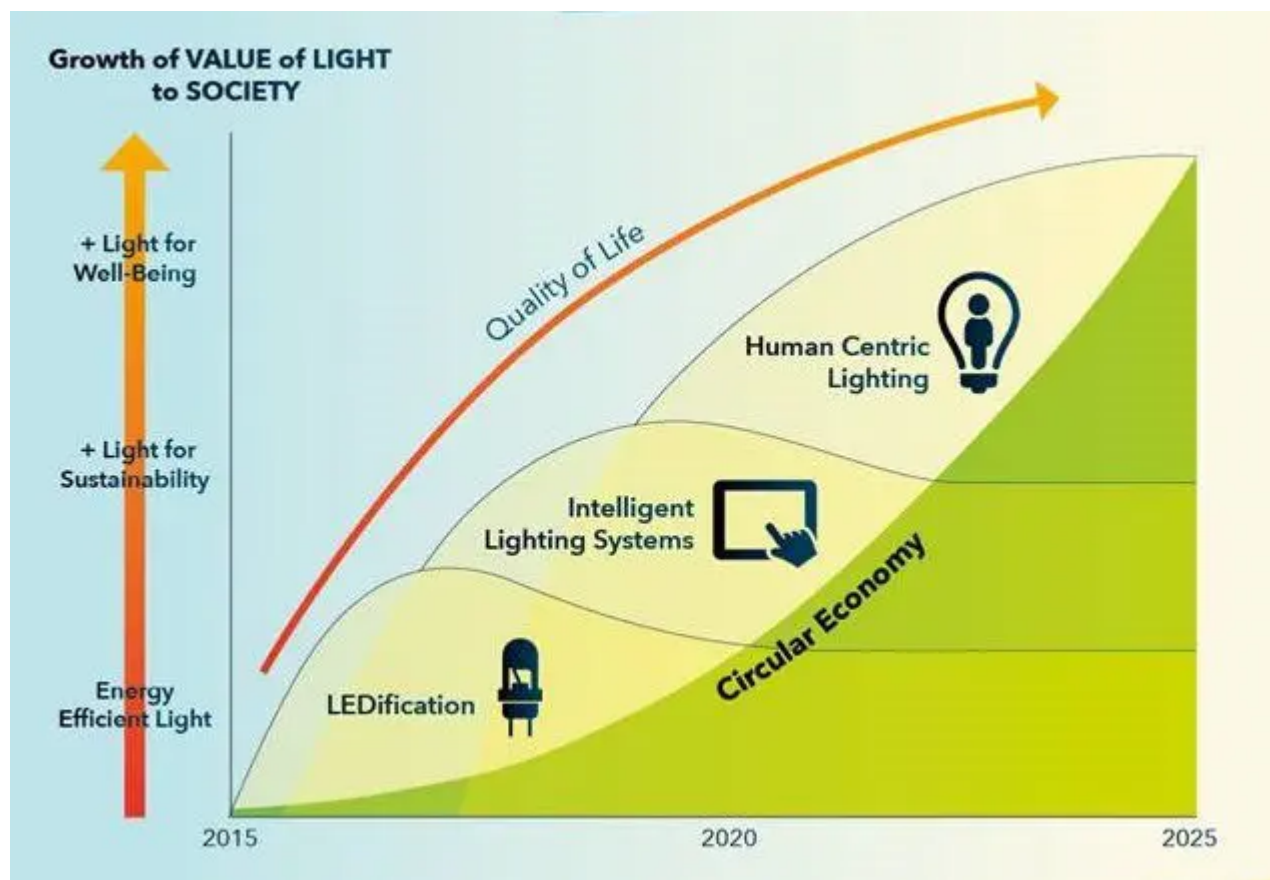 Growth of VALUE of LIGHT
to SOCIETY
+ Light for
Well-Being
+ Light for
Sustainability
Energy
Efficient Light
Quality of Life
Human Centric
Lighting
Intelligent
Lighting Systems
LEDification
Circular Economy
2015
2020
2025